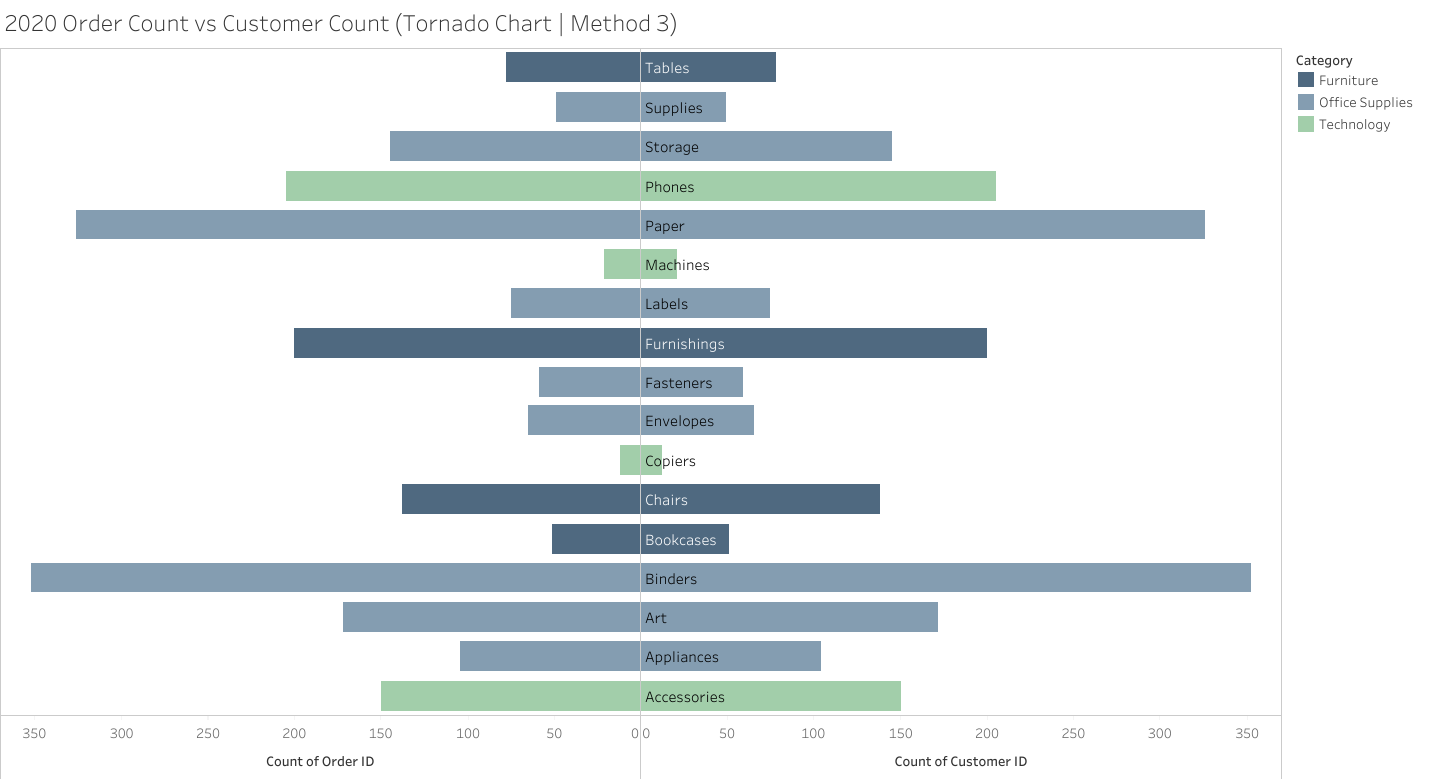 2020 Order Count vs Customer Count (Tornado Chart | Method 3)
Category
Furniture
Office Supplies
Technology
Tables
Supplies
Storage
Phones
Paper
Machines
Labels
Furnishings
Fasteners
Envelopes
Copiers
Chairs
Bookcases
Binders
Art
Appliances
Accessories
350 300 250 200 150 100 50 0 0 50 100 150 200 250 300 350
Count of Order ID Count of Customer ID